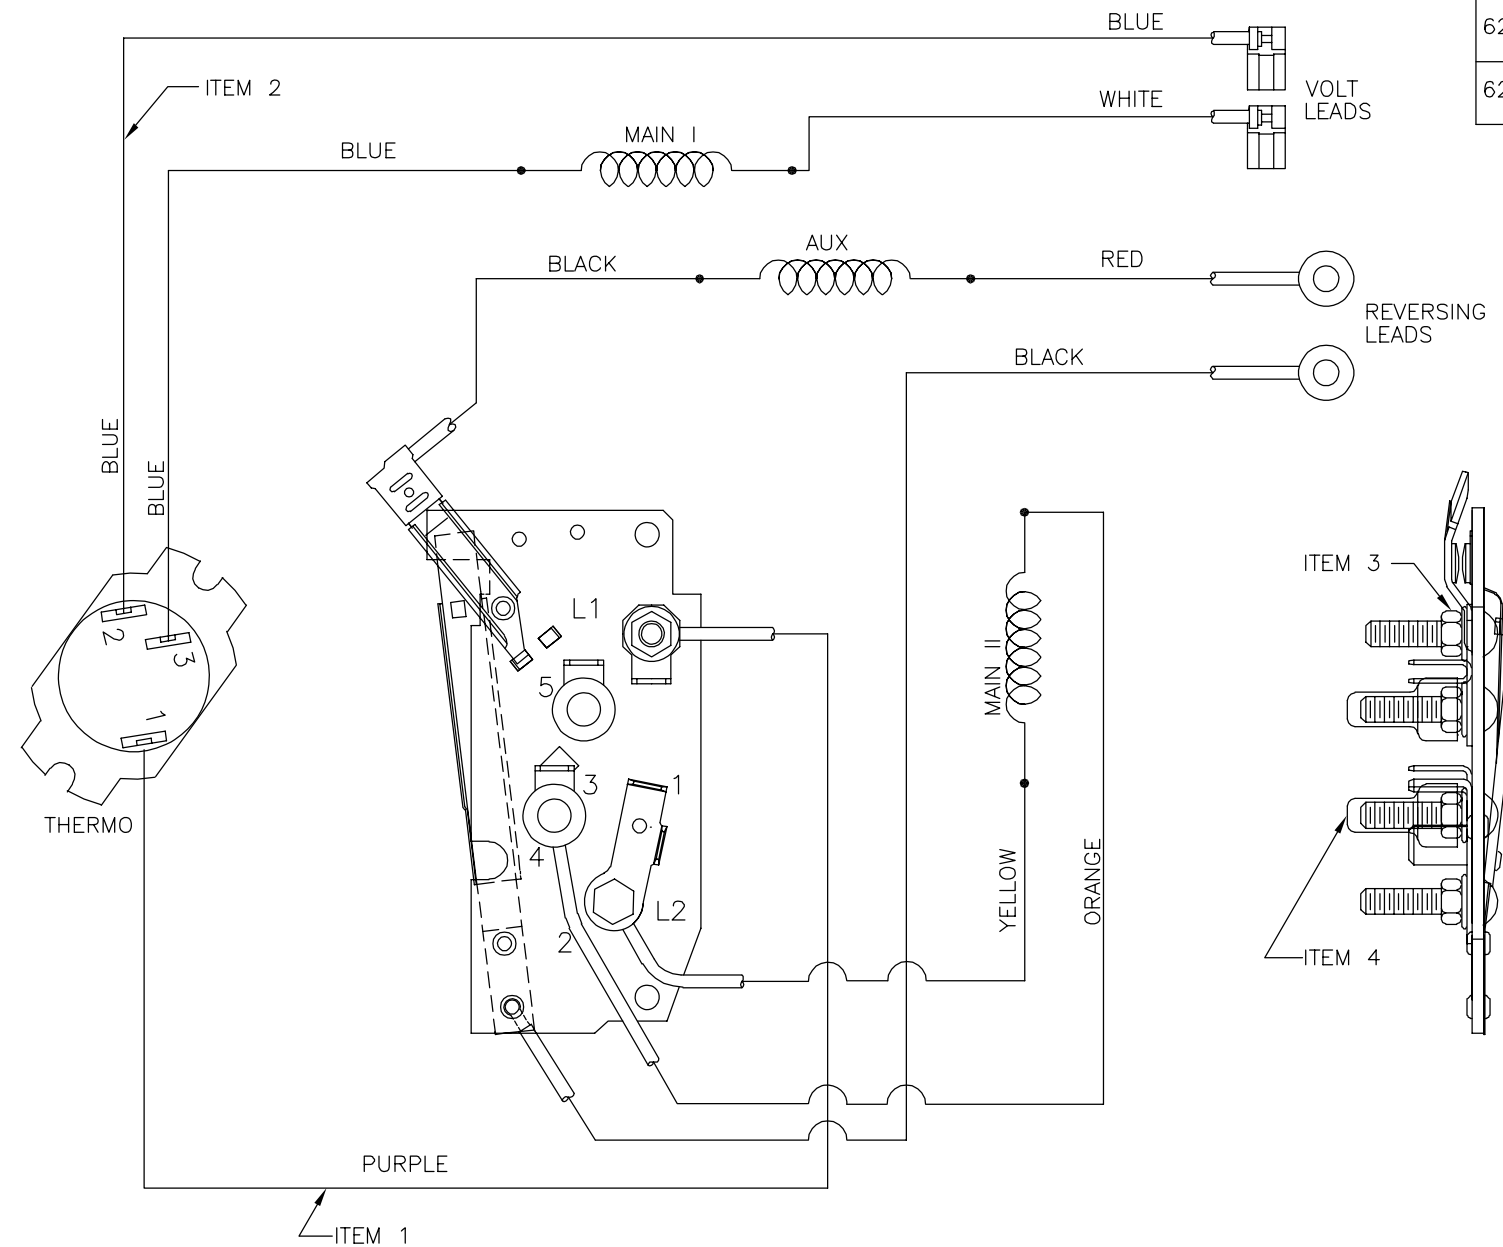 BLUE
62
ITEM 2
VOLT
LEADS
62
WHITE
MAIN I
BLUE
AUX
BLACK
RED
REVERSING
LEADS
BLACK
BLUE
BLUE
ITEM 3
L1
2
3
MAIN II
5
1
3
1
THERMO
4
YELLOW
ORANGE
L2
2
ITEM 4
PURPLE
ITEM 1